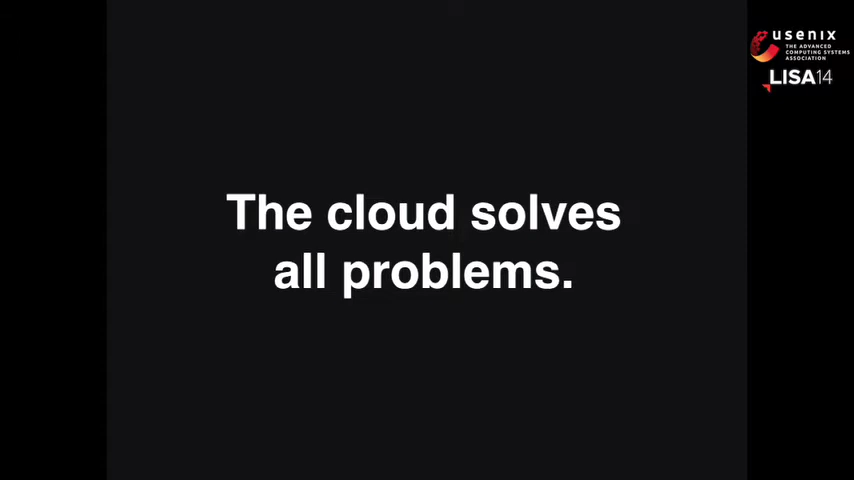 usenix
THE ADVANCED
COMPUTING SYSTEMS
ASSOCIATION
LISA14
The cloud solves
all problems.